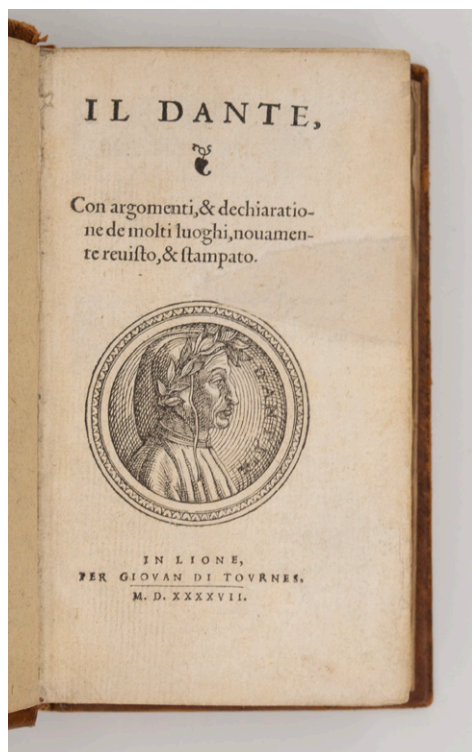 IL DANTE,
Con argomenti, & dechiaratio-
ne de molti luoghi, nouamen-
te reuiſto, & ſtampato.
DANTE
IN LIONE,
PER GIOVAN DI TOVRNES.
M. D. XXXXVII.